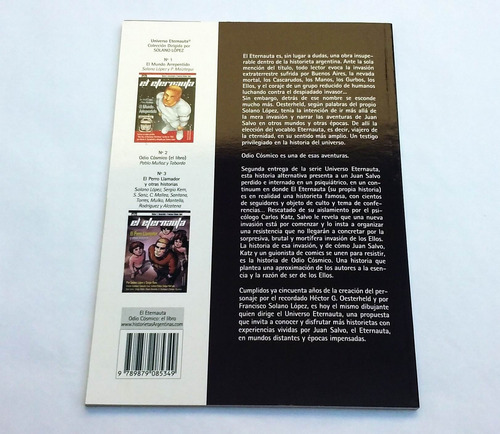 Universo Eternauta®
Colección Dirigida por
SOLANO LÓPEZ
Nº 1
El Mundo Arrepentido
Solano López y P. Maiztegui
el eternauta
Nº 2
Odio Cósmico (el libro)
Pablo Muñoz y Taborda
Nº 3
El Perro Llamador
y otras historias
Solano López, Sergio Kern,
el eternauta
El Eternauta
Odio Cósmico: el libro
www.historietasArgentinas.com
9 789879 085349
El Eternauta es, sin lugar a dudas, una obra insupe-
rable dentro de la historieta argentina. Ante la sola
mención del título, todo lector evoca la invasión
extraterrestre sufrida por Buenos Aires, la nevada
mortal, los Cascarudos, los Manos, los Gurbos, los
Ellos, y el coraje de un grupo reducido de humanos
luchando contra el despiadado invasor...
Sin embargo, detrás de ese nombre se esconde
mucho más. Oesterheld, según palabras del propio
Solano López, tenía la intención de ir más allá de
la mera invasión y narrar las aventuras de Juan
Salvo en otros mundos y otras épocas. De allí la
elección del vocablo Eternauta, es decir, viajero de
la eternidad, en su sentido más amplio. Un testigo
privilegiado en la historia del universo.
Odio Cósmico es una de esas aventuras.
Segunda entrega de la serie Universo Eternauta,
esta historia alternativa presenta a un Juan Salvo
perdido e internado en un psiquiátrico, en un con-
tinuum en donde El Eternauta (su propia historia)
es en realidad una historieta famosa, con cientos
de seguidores y objeto de culto y tema de conferen-
cias... Rescatado de su aislamiento por el psi-
cólogo Carlos Katz, Salvo le revela que una nueva
invasión está por comenzar y lo insta a organizar
una resistencia que no llegarán a concretar por la
sorpresiva, brutal y mortífera invasión de los Ellos.
La historia de esa invasión, y de cómo Juan Salvo,
Katz y un guionista de comics se unen para resistir,
es la historia de Odio Cósmico. Una historia que
plantea una aproximación de los autores a la esen-
cia y la razón de ser de los Ellos.
Cumplidos ya cincuenta años de la creación del per-
sonaje por el recordado Héctor G. Oesterheld y por
Francisco Solano López, es hoy el mismo dibujante
quien dirige El Universo Eternauta, una propuesta
que invita a conocer y disfrutar más historietas con
experiencias vividas por Juan Salvo, el Eternauta,
en mundos distantes y épocas impensadas.